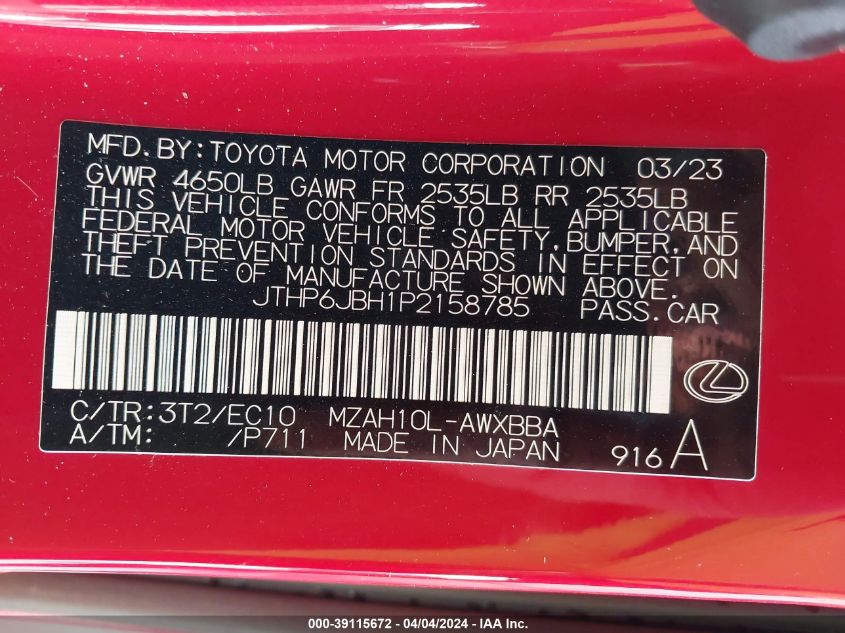 MFD.BY:TOYOTA MOTOR CORPORATION 03/23
GVWR 4650LB GAWR FR 2535LB RR 2535LB
THIS VEHICLE CONFORMS TO ALL APPLICABLE
FEDERAL MOTOR VEHICLE SAFETY,BUMPER,AND
THEFT PREVENTION STANDARDS IN EFFECT ON
THE DATE OF MANUFACTURE SHOWN ABOVE.
JTHP6JBH1P2158785 PASS.CAR
C/TR:3T2/EC10 MZAH10L-AWXBBA
A/TM: /P711 MADE IN JAPAN 916A
000-39115672 - 04/04/2024 - IAA Inc.